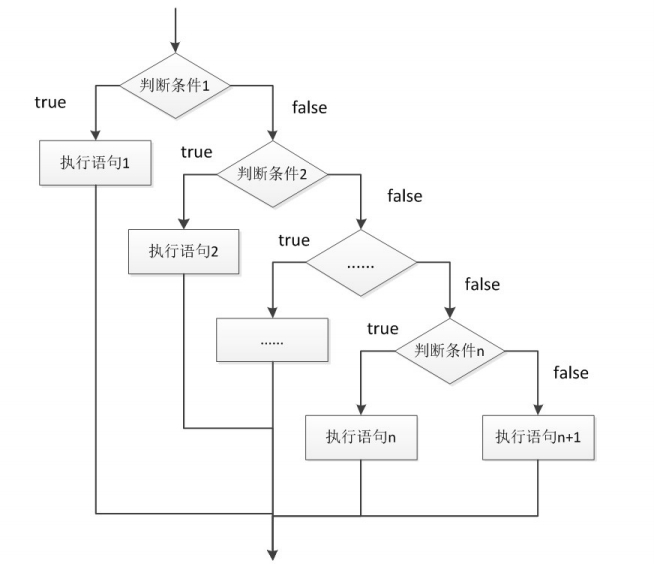 判断条件1
true
false
执行语句1
true
判断条件2
false
执行语句2
true
......
false
......
true
判断条件n
false
执行语句n
执行语句n+1